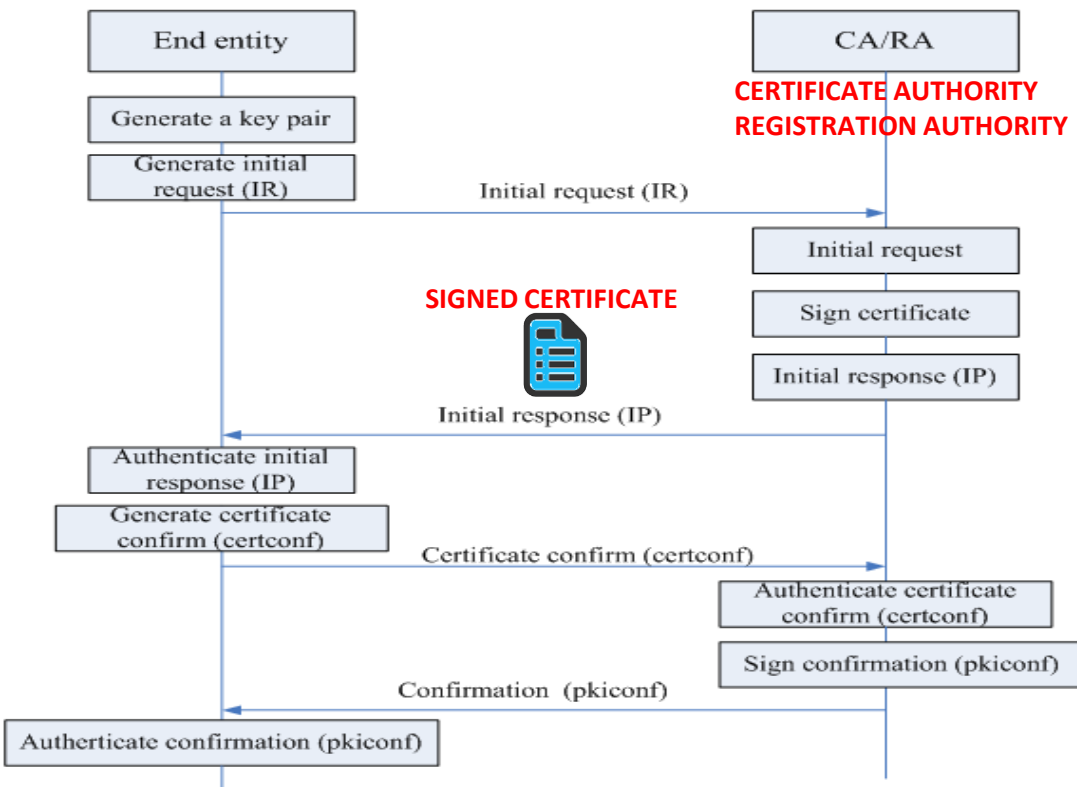 End entity
CA/RA
CERTIFICATE AUTHORITY
REGISTRATION AUTHORITY
Generate a key pair
Generate initial
request (IR)
Initial request (IR)
Initial request
SIGNED CERTIFICATE
Sign certificate
Initial response (IP)
Initial response (IP)
Authenticate initial
response (IP)
Generate certificate
confirm (certconf)
Certificate confirm (certconf)
Authenticate certificate
confirm (certconf)
Sign confirmation (pkiconf)
Confirmation (pkiconf)
Autherticate confirmation (pkiconf)